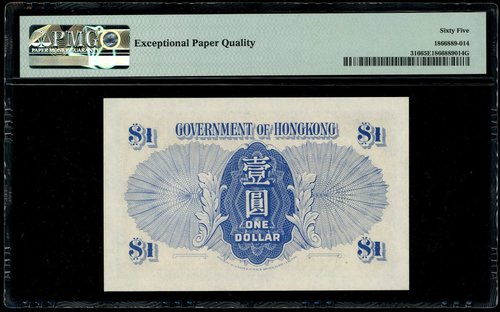 PMG
PAPER MONEY GUARANTY
Exceptional Paper Quality
Sixty Five
1866889-014
31665E1866889014G
$1
GOVERNMENT OF HONGKONG
$1
壹
圓
ONE
DOLLAR
$1
$1